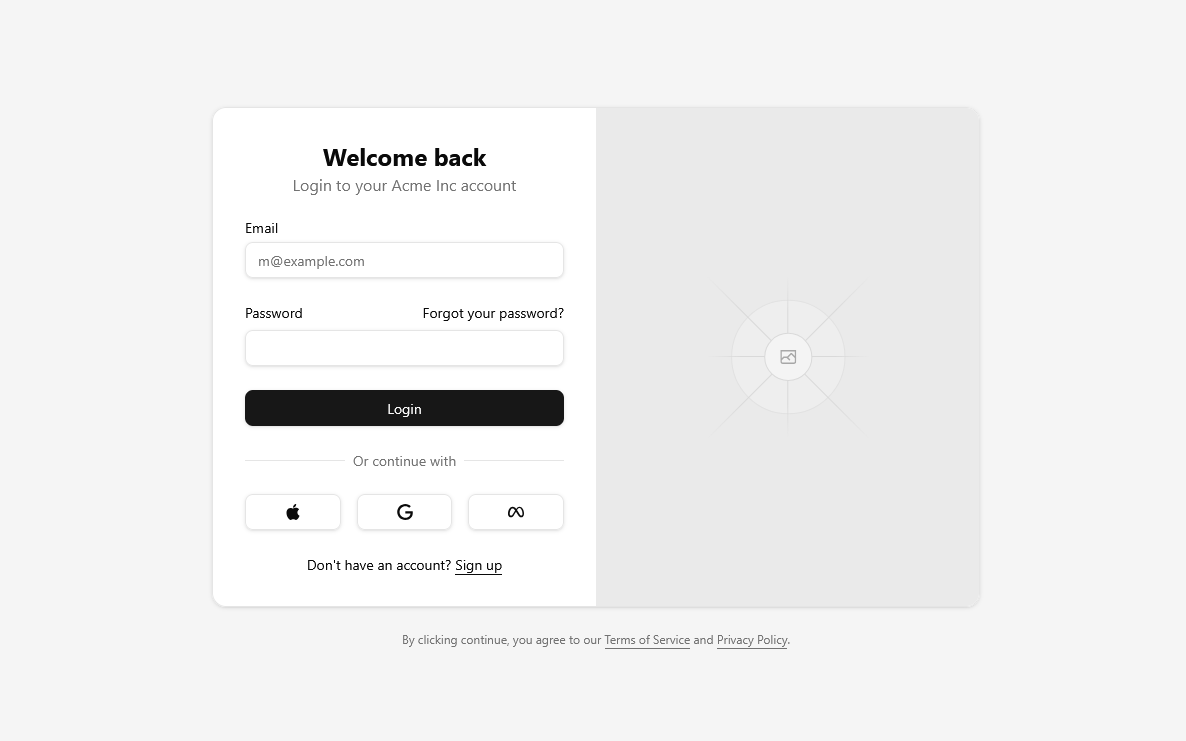 Welcome back
Login to your Acme Inc account
Email
m@example.com
Password
Forgot your password?
Login
Or continue with
Don't have an account? Sign up
By clicking continue, you agree to our Terms of Service and Privacy Policy.